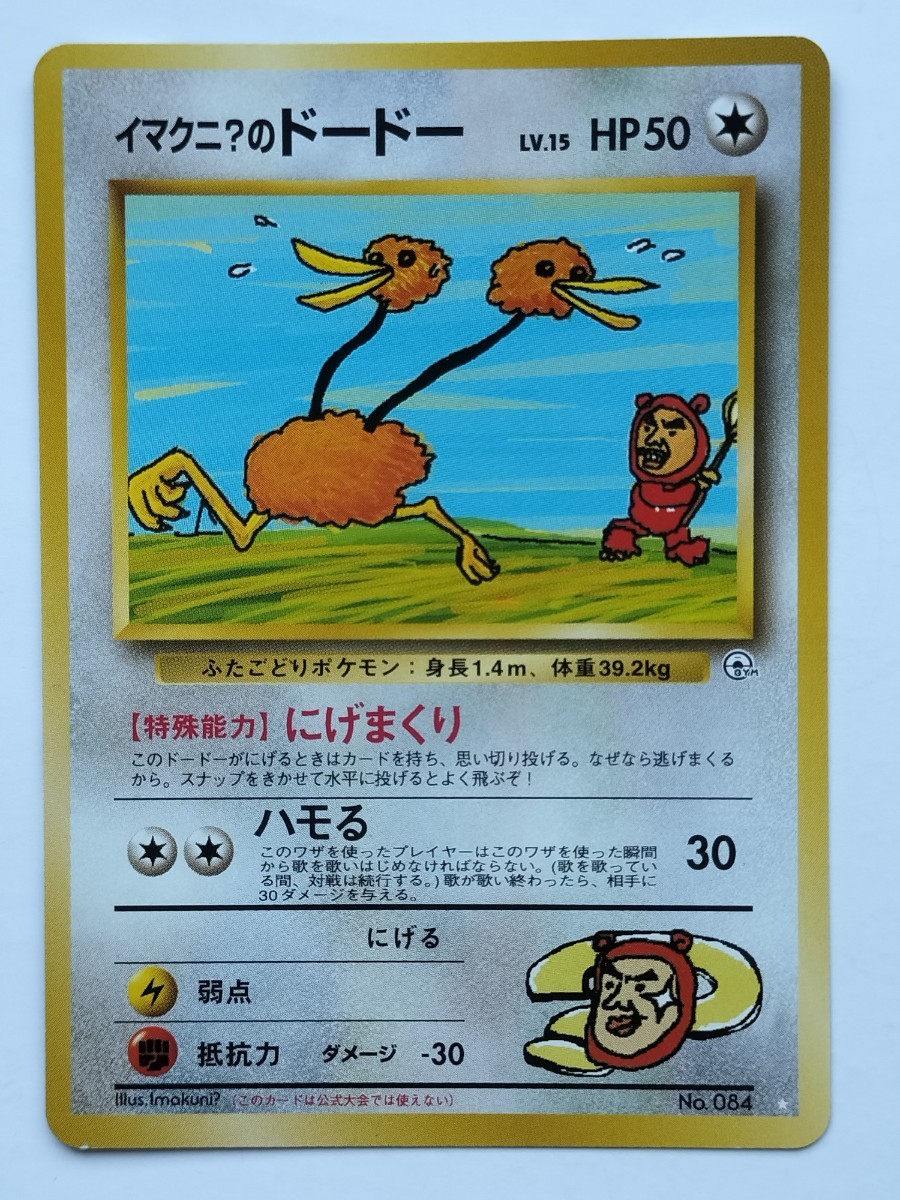 イマクニ?のドードー LV.15 HP50
ふたごどりポケモン：身長1.4m、体重39.2kg
GYM
【特殊能力】にげまくり
このドードーがにげるときはカードを持ち、思い切り投げる。なぜなら逃げまくる
から。スナップをきかせて水平に投げるとよく飛ぶぞ！
ハモる
このワザを使ったプレイヤーはこのワザを使った瞬間
から歌を歌いはじめなければならない。(歌を歌ってい
る間、対戦は続行する。)歌が歌い終わったら、相手に
30ダメージを与える。
30
にげる
弱点
抵抗力 ダメージ -30
Illus. Imakuni? (このカードは公式大会では使えない) No. 084